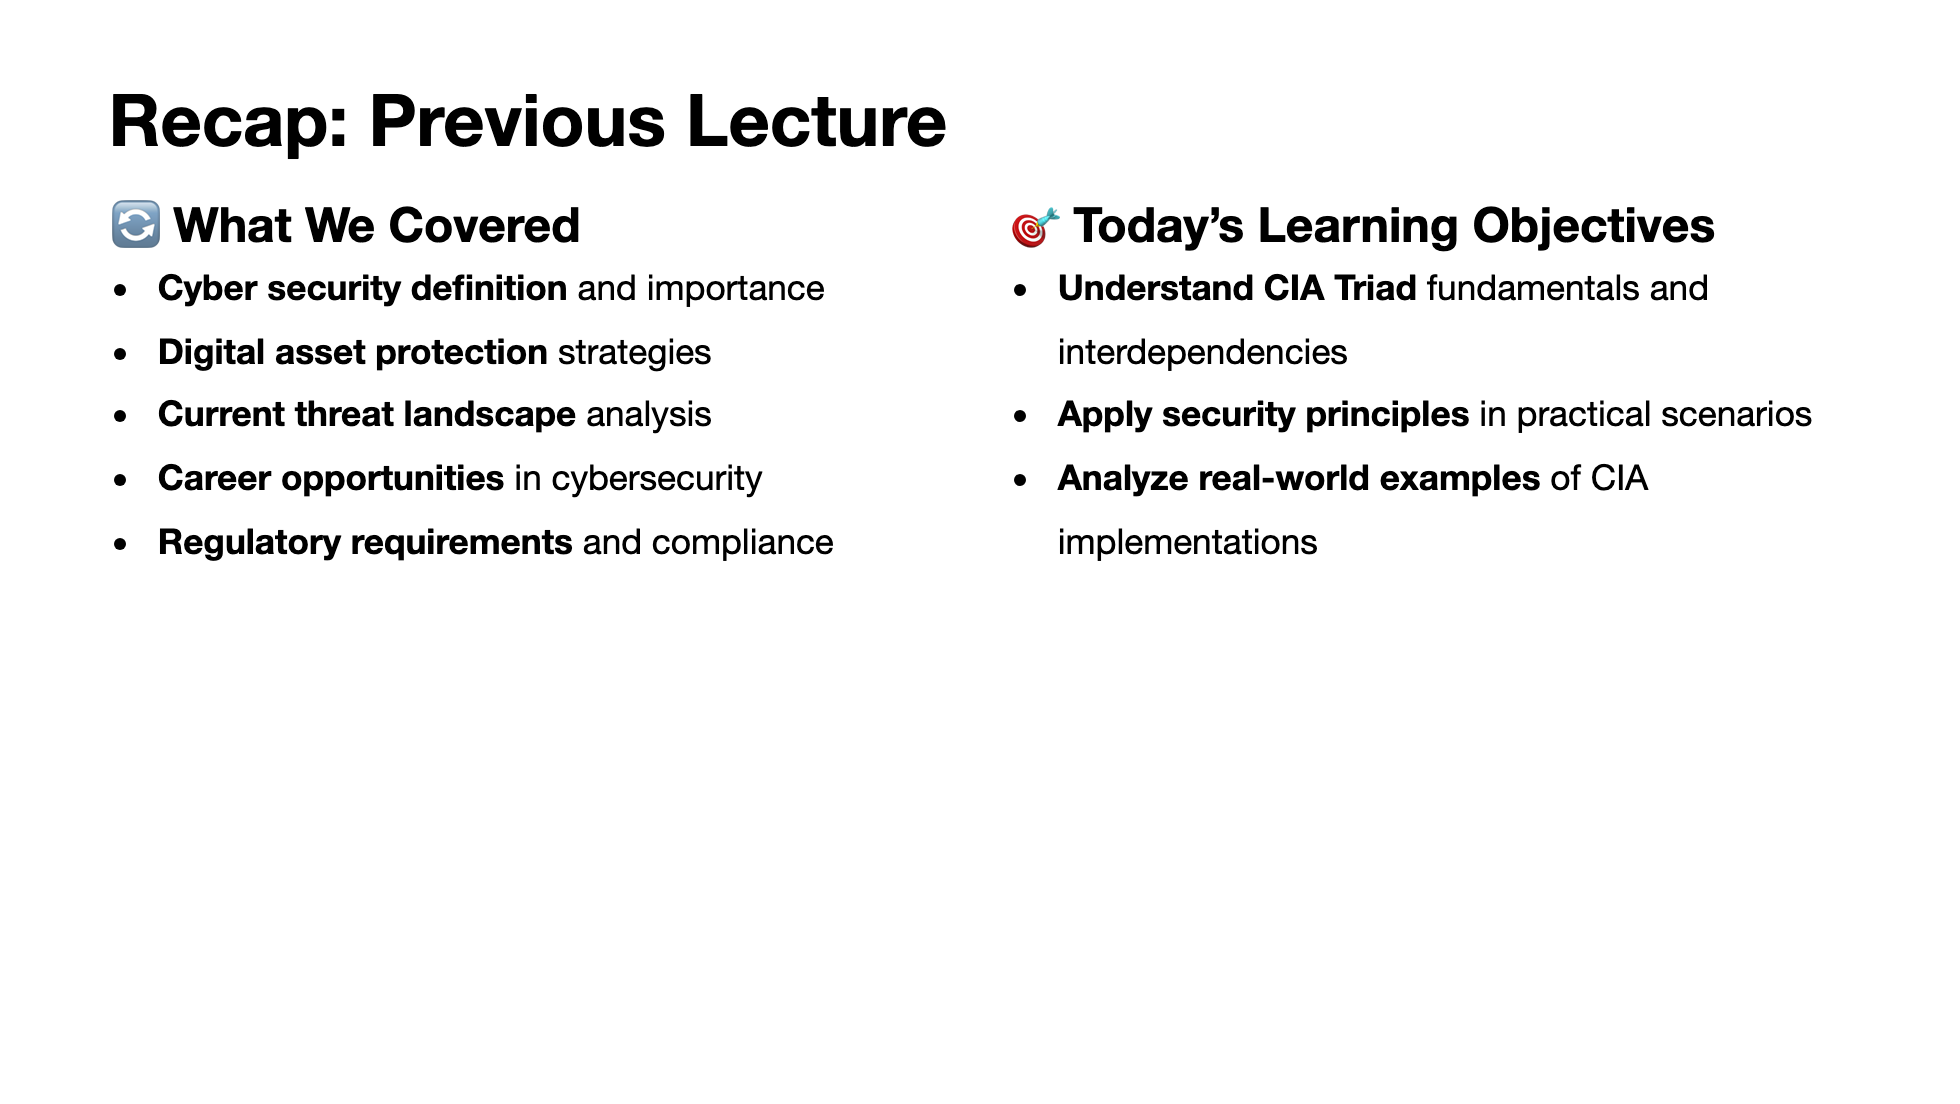 Recap: Previous Lecture
🔄 What We Covered
• Cyber security definition and importance
• Digital asset protection strategies
• Current threat landscape analysis
• Career opportunities in cybersecurity
• Regulatory requirements and compliance
🎯 Today’s Learning Objectives
• Understand CIA Triad fundamentals and
interdependencies
• Apply security principles in practical scenarios
• Analyze real-world examples of CIA
implementations